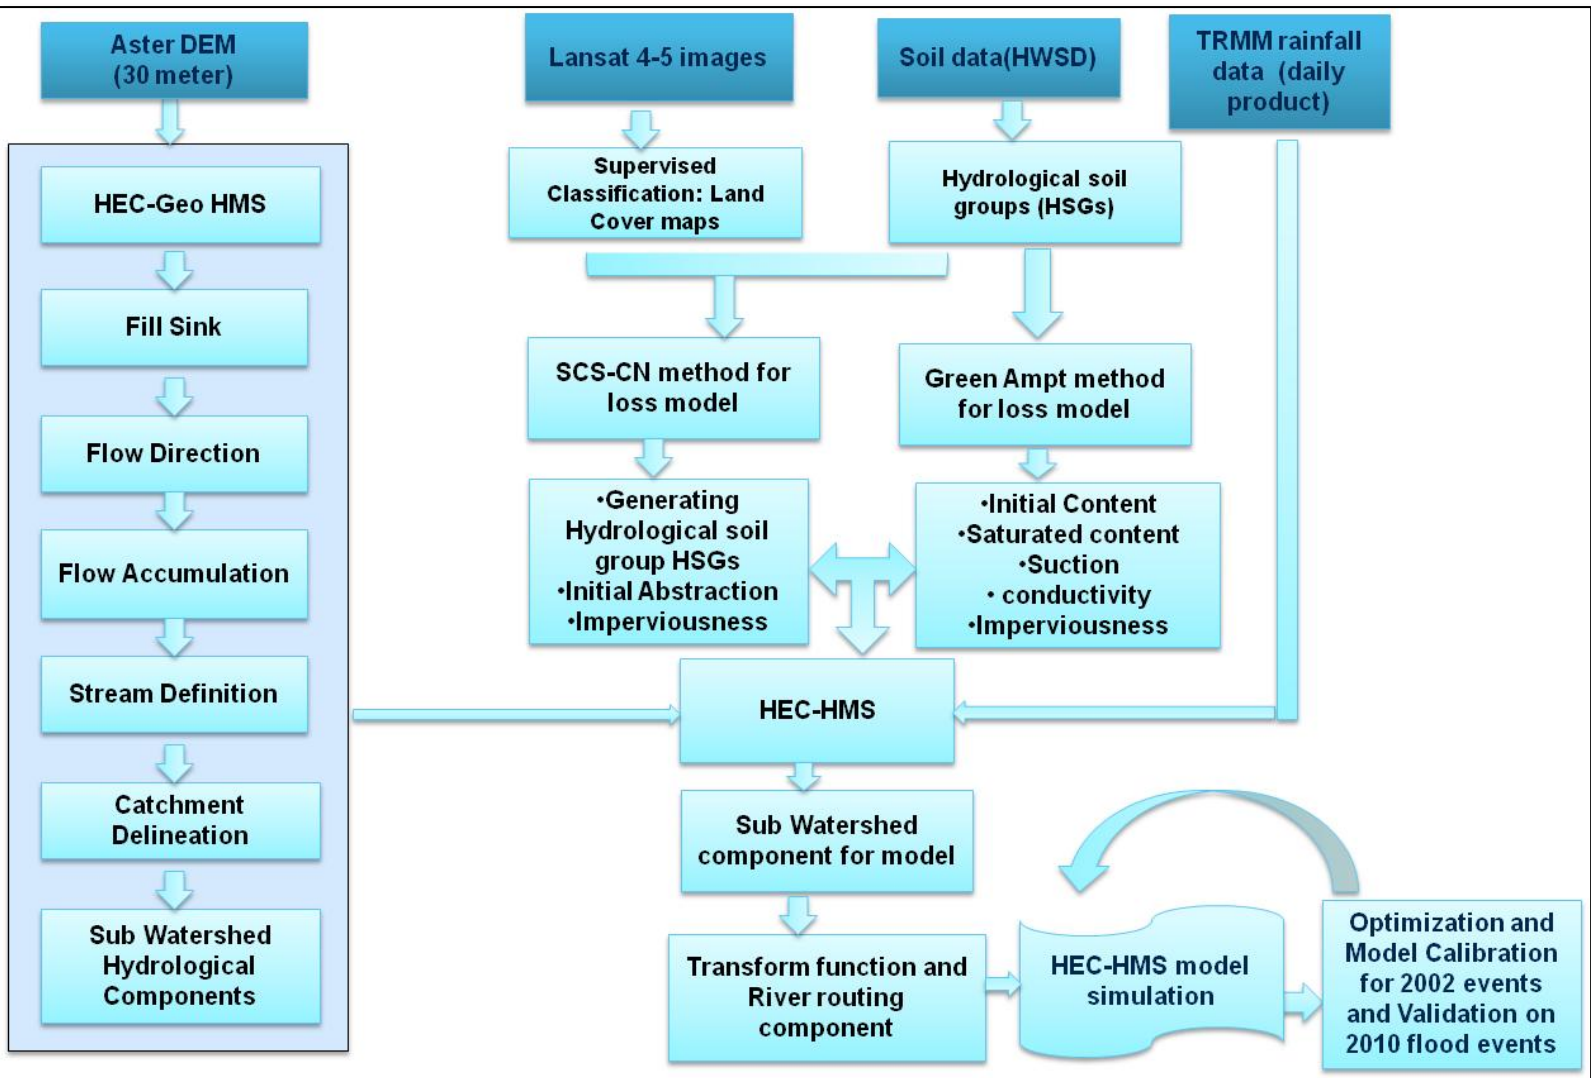 Aster DEM
(30 meter)
Lansat 4-5 images
Soil data(HWSD)
TRMM rainfall
data (daily
product)
HEC-Geo HMS
Fill Sink
Flow Direction
Flow Accumulation
Stream Definition
Catchment
Delineation
Sub Watershed
Hydrological
Components
Supervised
Classification: Land
Cover maps
Hydrological soil
groups (HSGs)
SCS-CN method for
loss model
Green Ampt method
for loss model
•Generating
Hydrological soil
group HSGs
•Initial Abstraction
•Imperviousness
•Initial Content
•Saturated content
•Suction
• conductivity
•Imperviousness
HEC-HMS
Sub Watershed
component for model
Transform function and
River routing
component
HEC-HMS model
simulation
Optimization and
Model Calibration
for 2002 events
and Validation on
2010 flood events